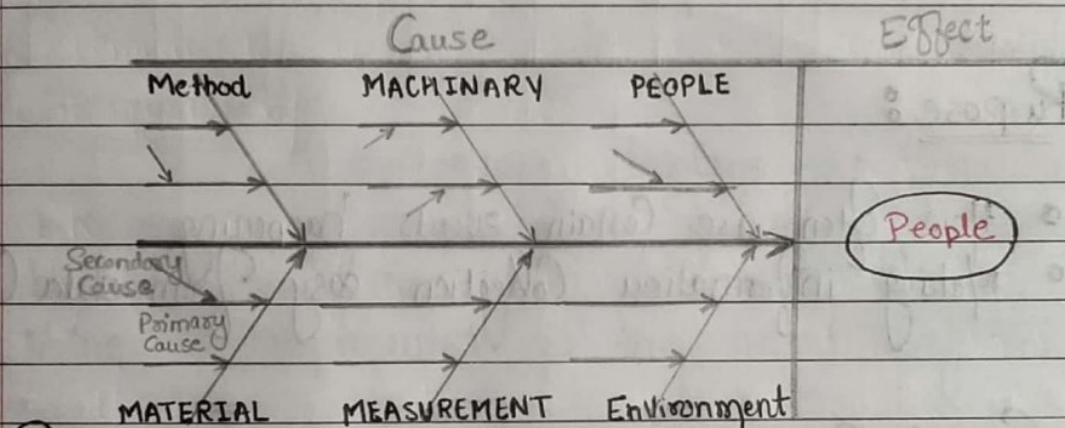 Cause Effect
Method MACHINARY PEOPLE
People
Secondary
Cause
Primary
Cause
MATERIAL MEASUREMENT Environment